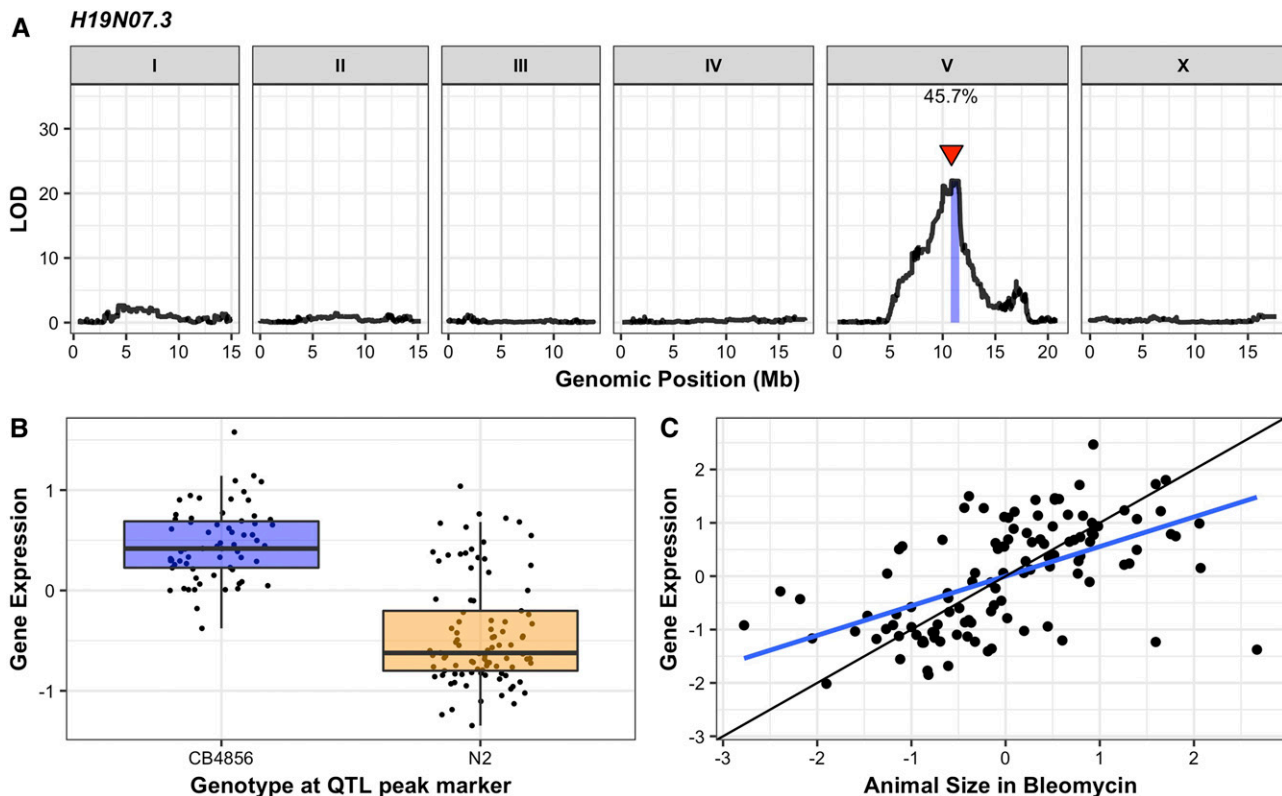 H19N07.3
A
I II III IV V X
45.7%
30
20
10
0
LOD
0 5 10 15 0 5 10 15 0 5 10 0 5 10 15 0 5 10 15 20 0 5 10 15
Genomic Position (Mb)
B
1
0
-1
Gene Expression
CB4856 N2
Genotype at QTL peak marker
C
2
1
0
-1
-2
-3
Gene Expression
-3 -2 -1 0 1 2
Animal Size in Bleomycin